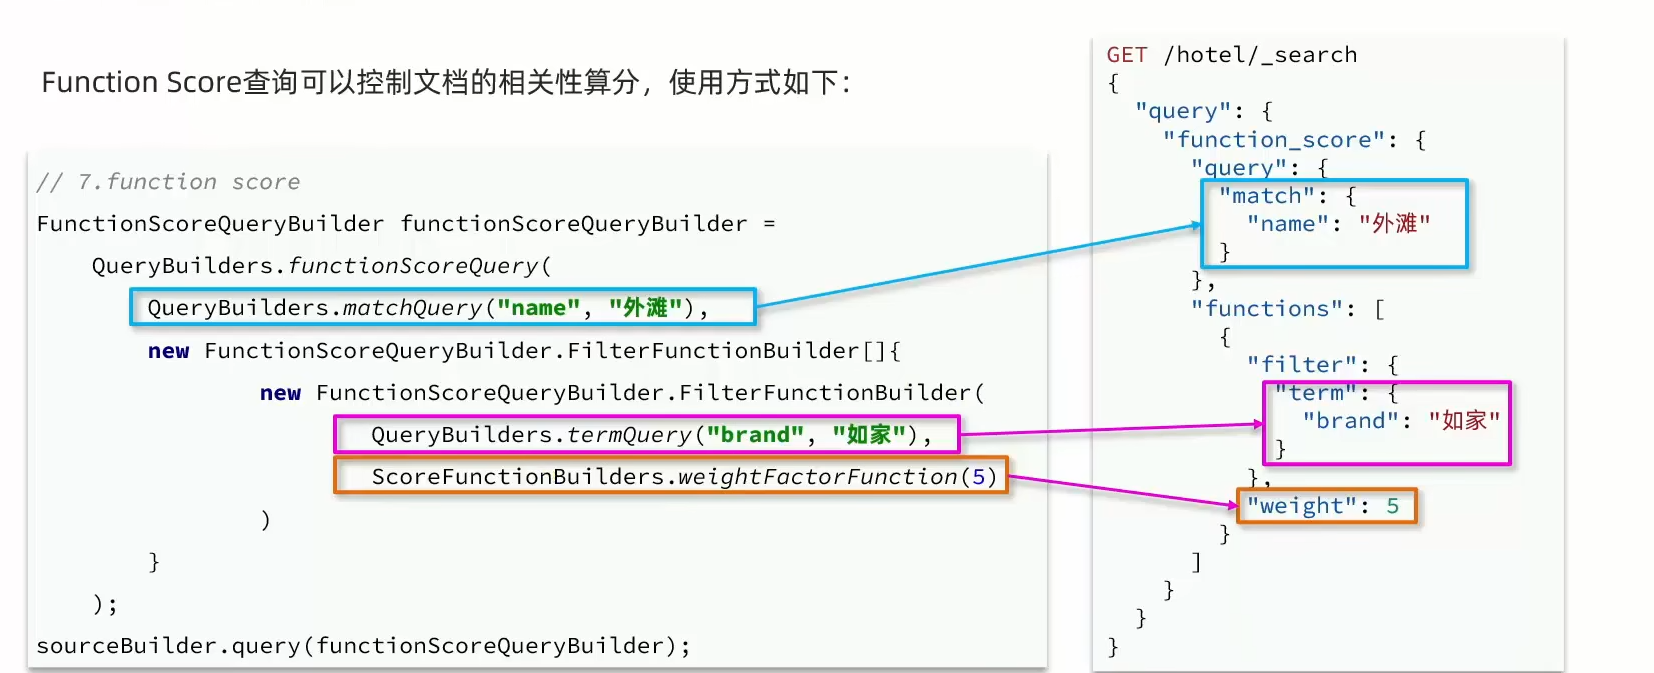 Function Score查询可以控制文档的相关性算分，使用方式如下：
// 7.function score
FunctionScoreQueryBuilder functionScoreQueryBuilder =
QueryBuilders.functionScoreQuery(
QueryBuilders.matchQuery("name", "外滩"),
new FunctionScoreQueryBuilder.FilterFunctionBuilder[]{
new FunctionScoreQueryBuilder.FilterFunctionBuilder(
QueryBuilders.termQuery("brand", "如家"),
ScoreFunctionBuilders.weightFactorFunction(5)
)
}
);
sourceBuilder.query(functionScoreQueryBuilder);
GET /hotel/_search
{
"query": {
"function_score": {
"query": {
"match": {
"name": "外滩"
}
},
"functions": [
{
"filter": {
"term": {
"brand": "如家"
}
},
"weight": 5
}
]
}
}
}